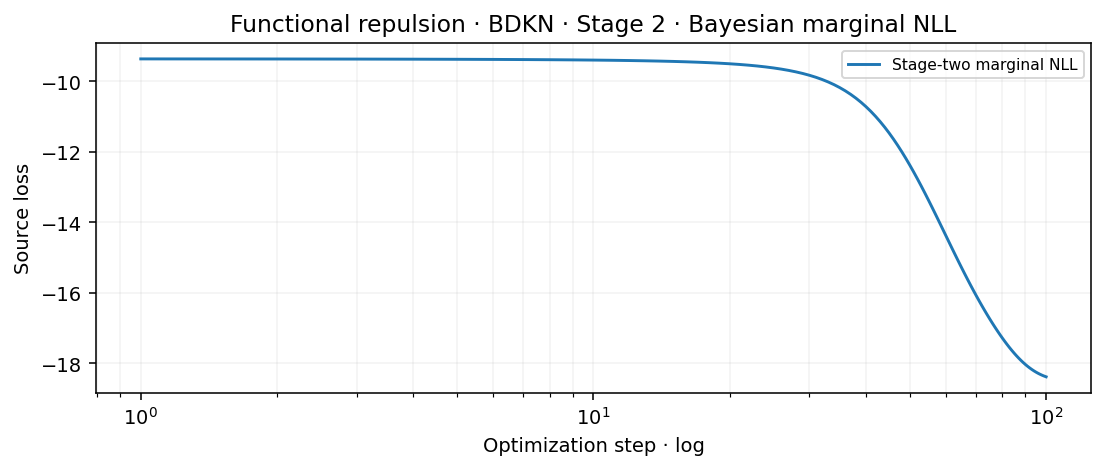 Functional repulsion · BDKN · Stage 2 · Bayesian marginal NLL
Stage-two marginal NLL
Source loss
−10
−12
−14
−16
−18
10⁰
10¹
10²
Optimization step · log